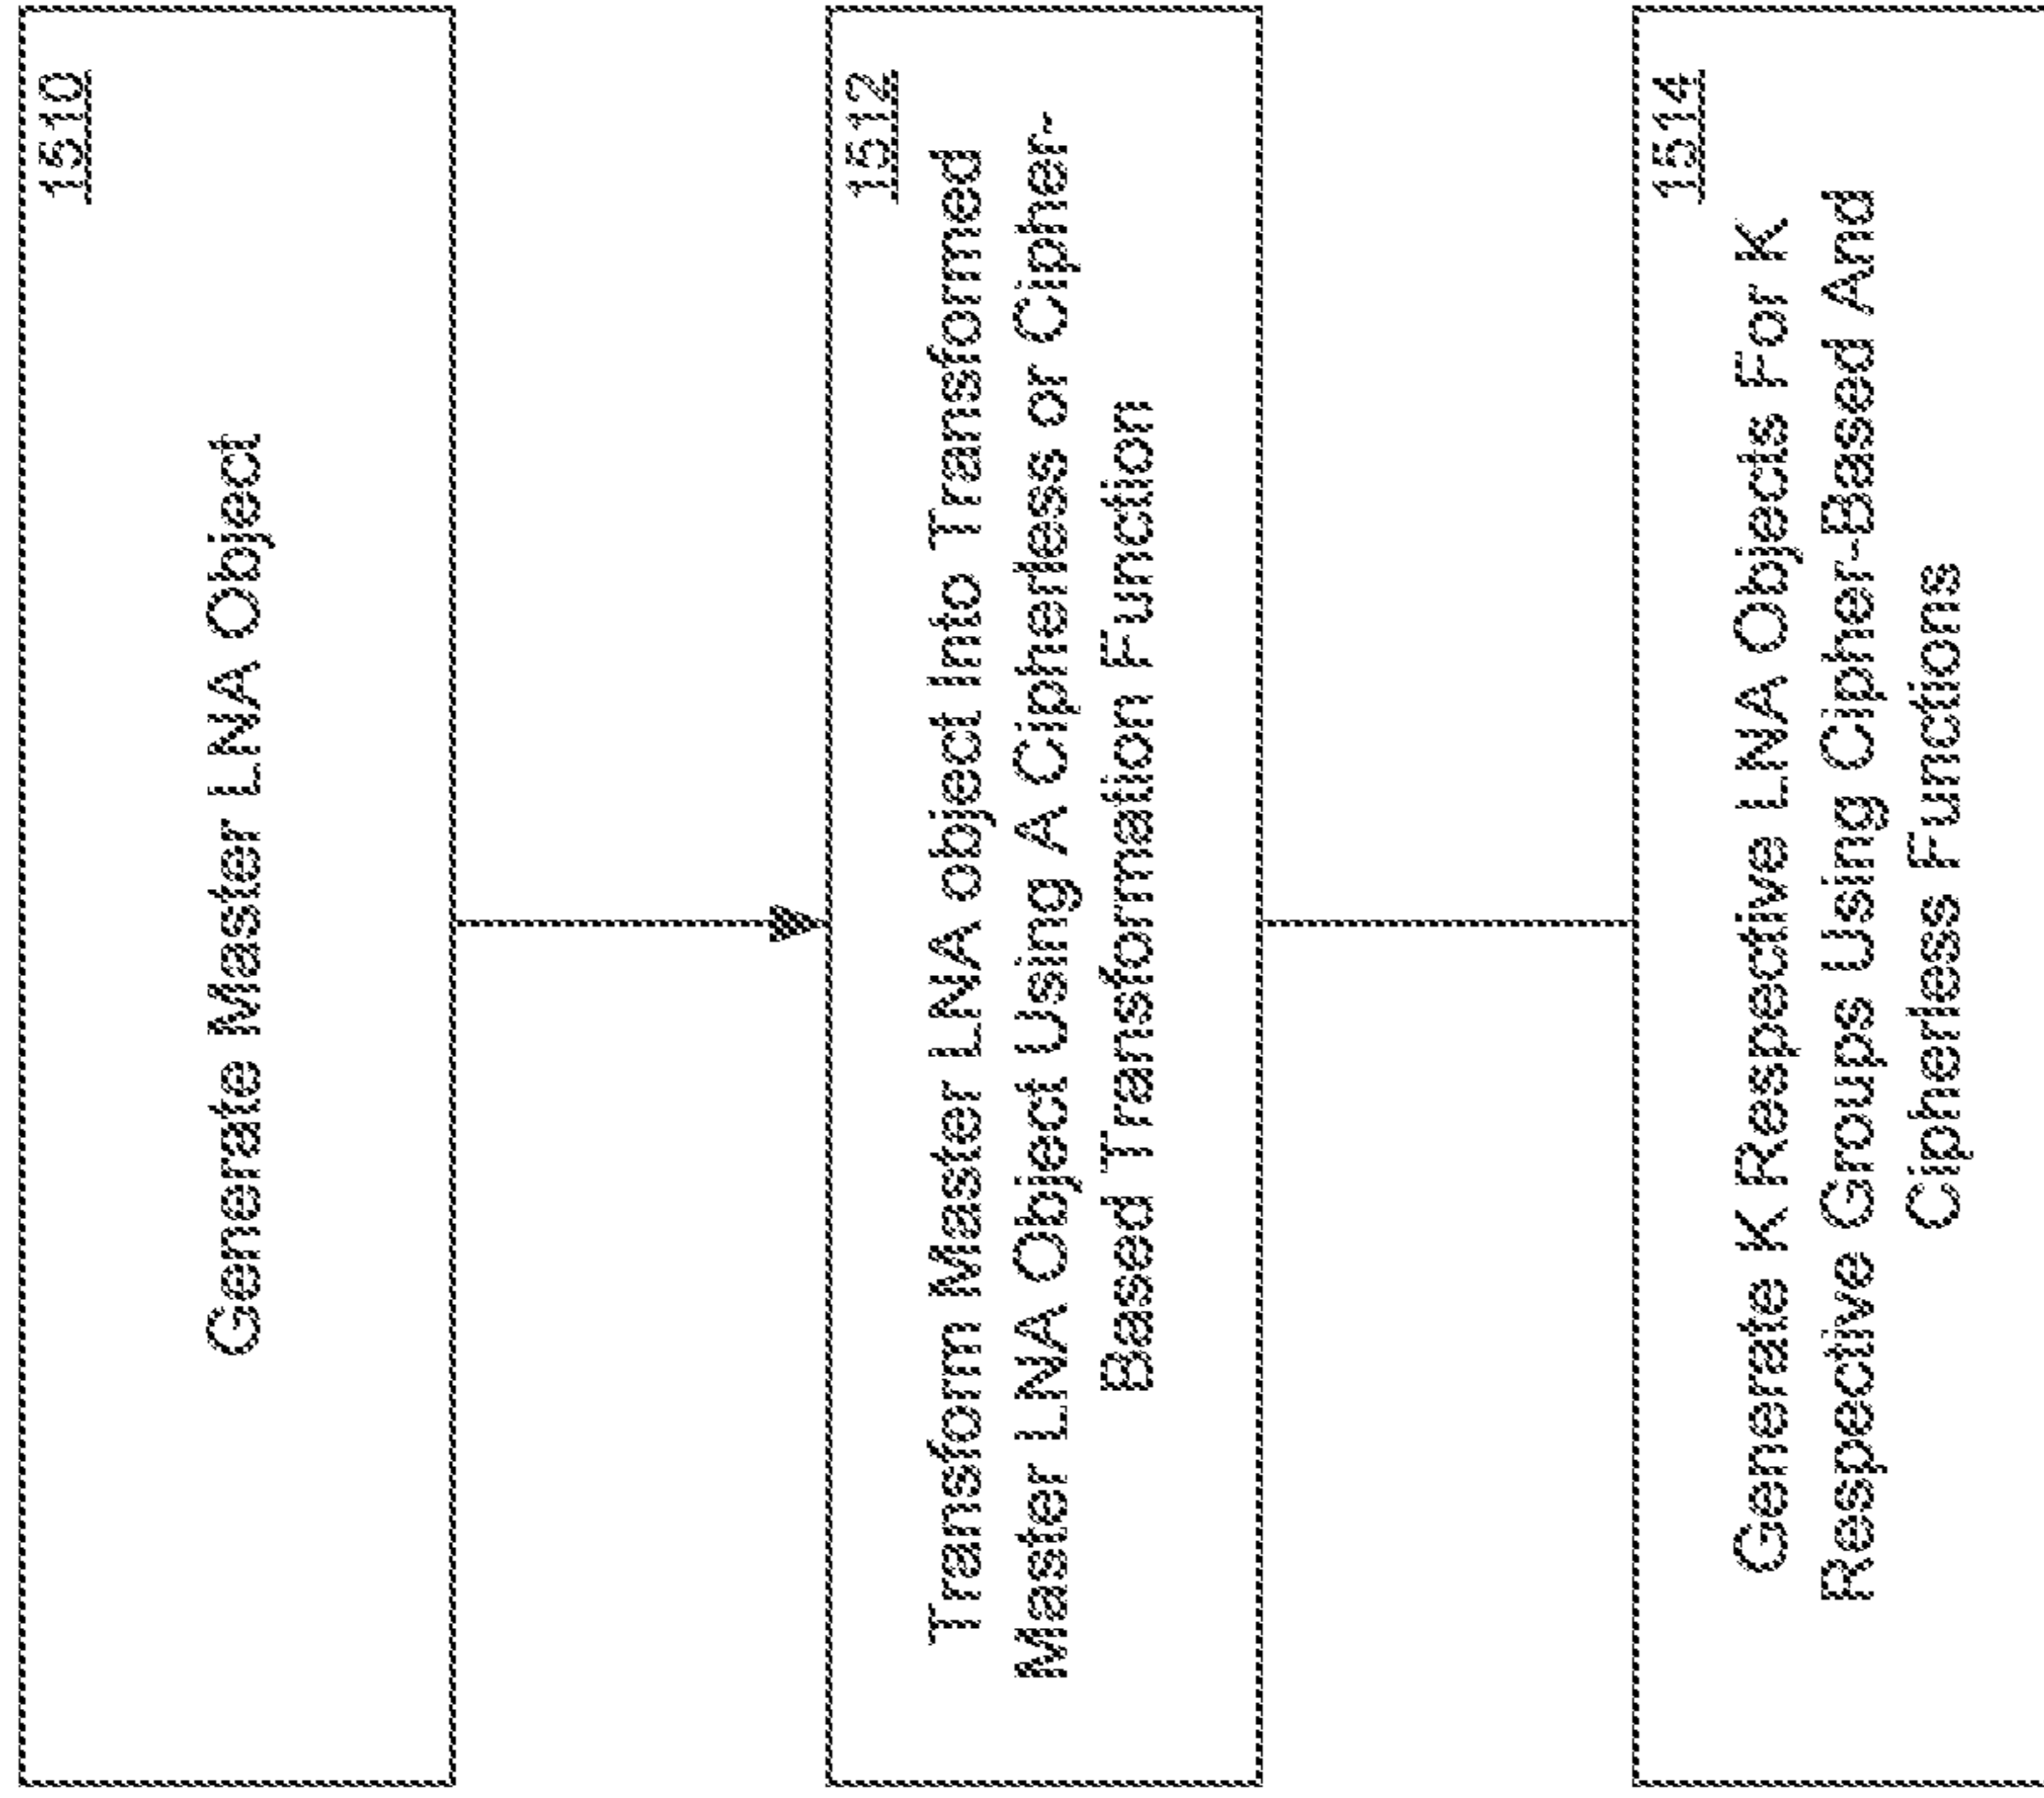 1510
Generate Master LNA Object
1512
Transform Master LNA object Into Transformed
Master LNA Object Using A Cipherless or Cipher-
Based Transformation Function
1514
Generate K Respective LNA Objects For K
Respective Groups Using Cipher-Based And
Cipherless Functions